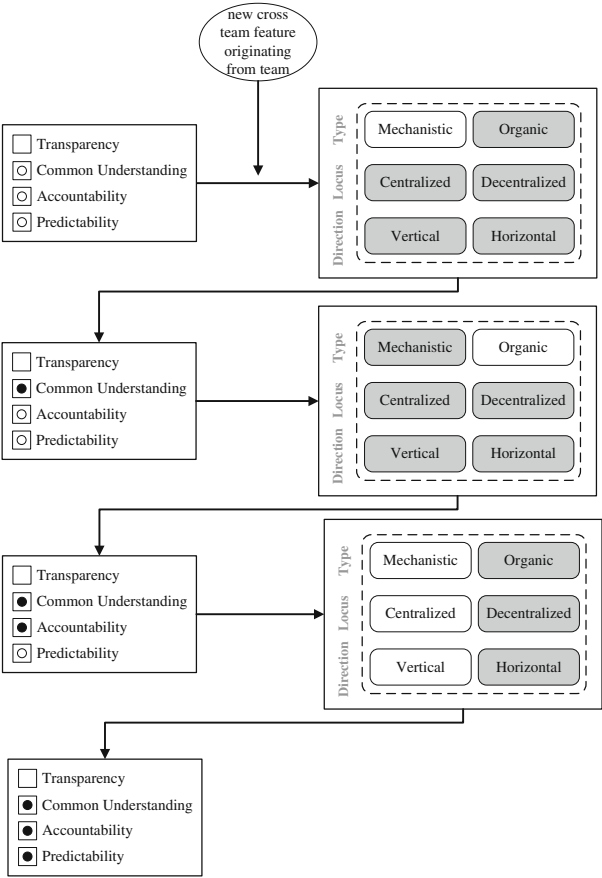 new cross
team feature
originating
from team
Transparency
Common Understanding
Accountability
Predictability
Type
Mechanistic
Organic
Locus
Centralized
Decentralized
Direction
Vertical
Horizontal
Transparency
Common Understanding
Accountability
Predictability
Type
Mechanistic
Organic
Locus
Centralized
Decentralized
Direction
Vertical
Horizontal
Transparency
Common Understanding
Accountability
Predictability
Type
Mechanistic
Organic
Locus
Centralized
Decentralized
Direction
Vertical
Horizontal
Transparency
Common Understanding
Accountability
Predictability